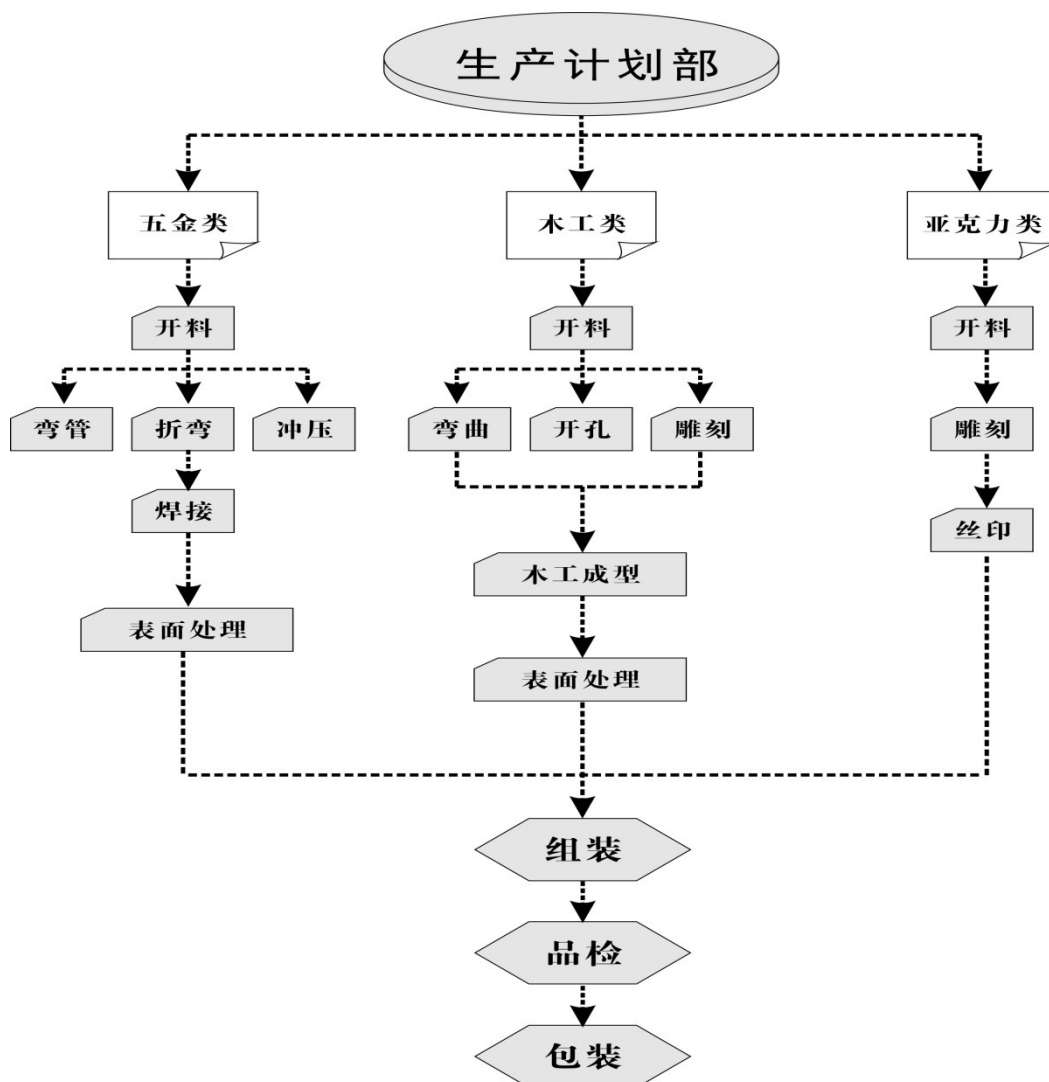 生产计划部
五金类
木工类
亚克力类
开料
开料
开料
弯管
折弯
冲压
弯曲
开孔
雕刻
雕刻
焊接
丝印
木工成型
表面处理
表面处理
组装
品检
包装